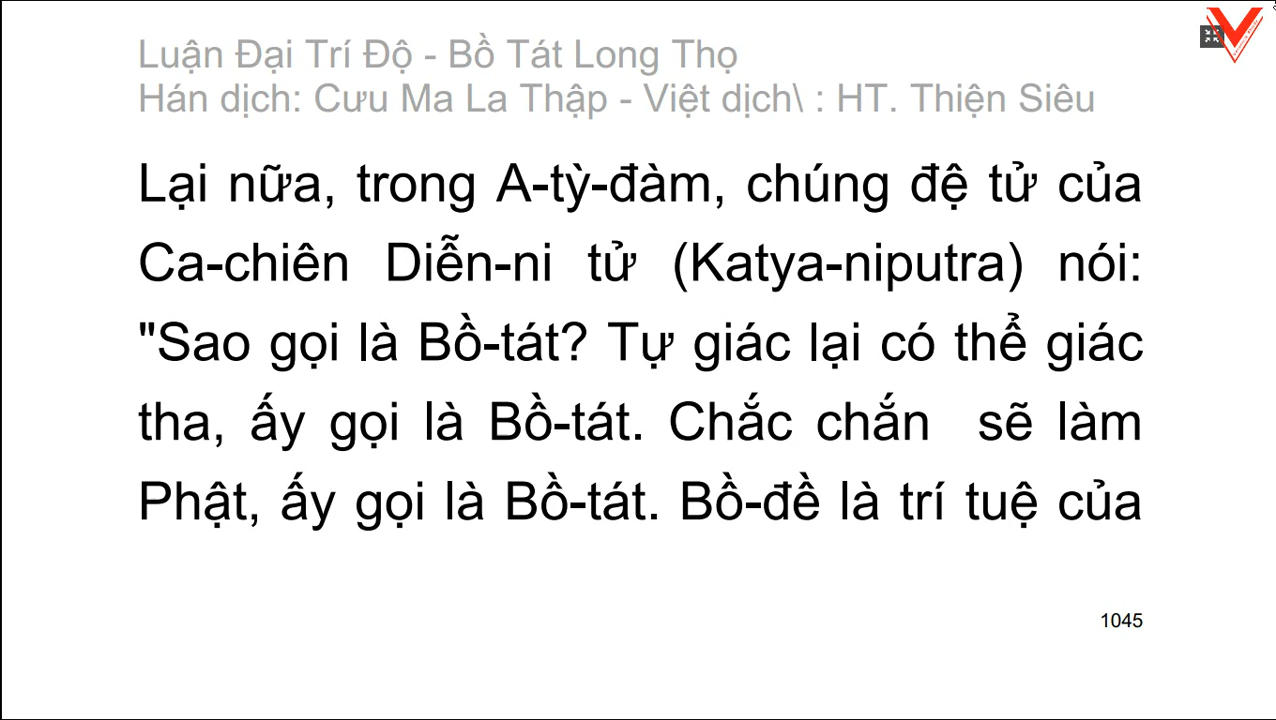 Luận Đại Trí Độ - Bồ Tát Long Thọ
Hán dịch: Cưu Ma La Thập - Việt dịch\ : HT. Thiện Siêu
Lại nữa, trong A-tỳ-đàm, chúng đệ tử của
Ca-chiên Diễn-ni tử (Katya-niputra) nói:
"Sao gọi là Bồ-tát? Tự giác lại có thể giác
tha, ấy gọi là Bồ-tát. Chắc chắn  sẽ làm
Phật, ấy gọi là Bồ-tát. Bồ-đề là trí tuệ của
1045